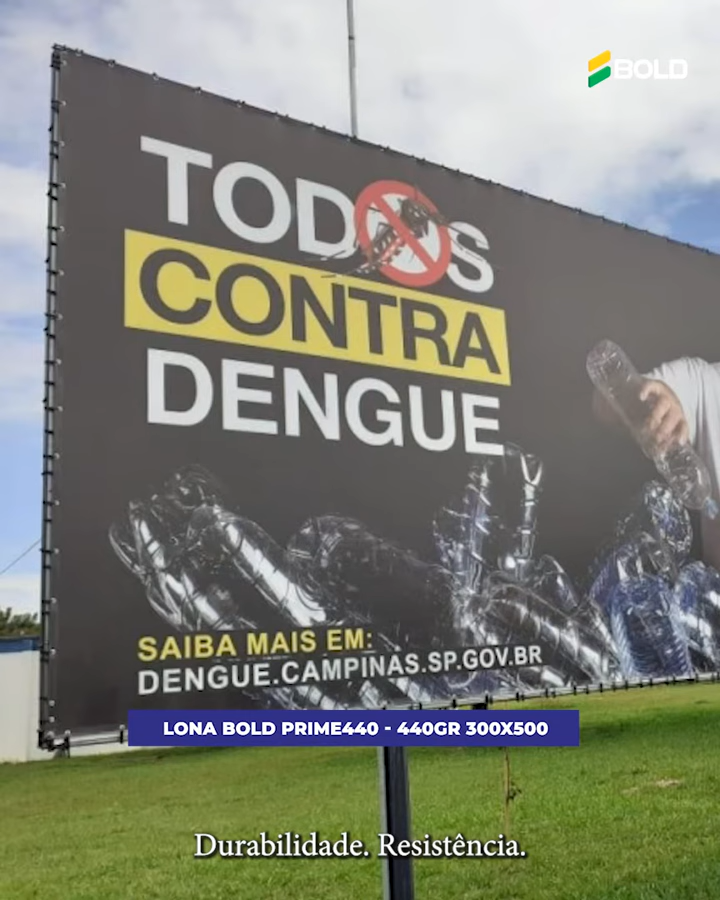 BOLD
TODOS
CONTRA
DENGUE
SAIBA MAIS EM:
DENGUE.CAMPINAS.SP.GOV.BR
LONA BOLD PRIME440 - 440GR 300X500
Durabilidade. Resistência.